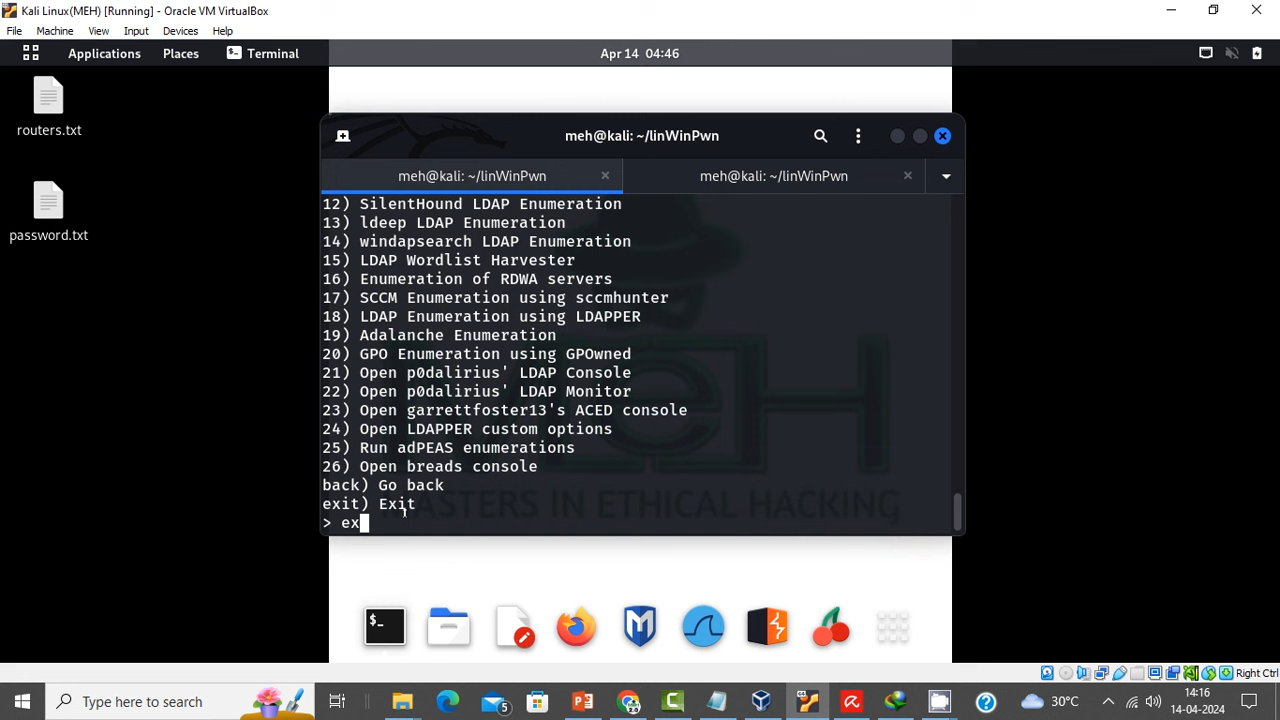 Kali Linux(MEH) [Running] - Oracle VM VirtualBox
File Machine View Input Devices Help
Applications Places Terminal Apr 14 04:46
routers.txt
password.txt
meh@kali: ~/linWinPwn
meh@kali: ~/linWinPwn meh@kali: ~/linWinPwn
12) SilentHound LDAP Enumeration
13) ldeep LDAP Enumeration
14) windapsearch LDAP Enumeration
15) LDAP Wordlist Harvester
16) Enumeration of RDWA servers
17) SCCM Enumeration using sccmhunter
18) LDAP Enumeration using LDAPPER
19) Adalanche Enumeration
20) GPO Enumeration using GPOwned
21) Open p0dalirius' LDAP Console
22) Open p0dalirius' LDAP Monitor
23) Open garrettfoster13's ACED console
24) Open LDAPPER custom options
25) Run adPEAS enumerations
26) Open breads console
back) Go back
exit) Exit
> ex
MEH
MASTERS IN ETHICAL HACKING
$_
Right Ctrl
Type here to search
5
30°C
14:16
14-04-2024